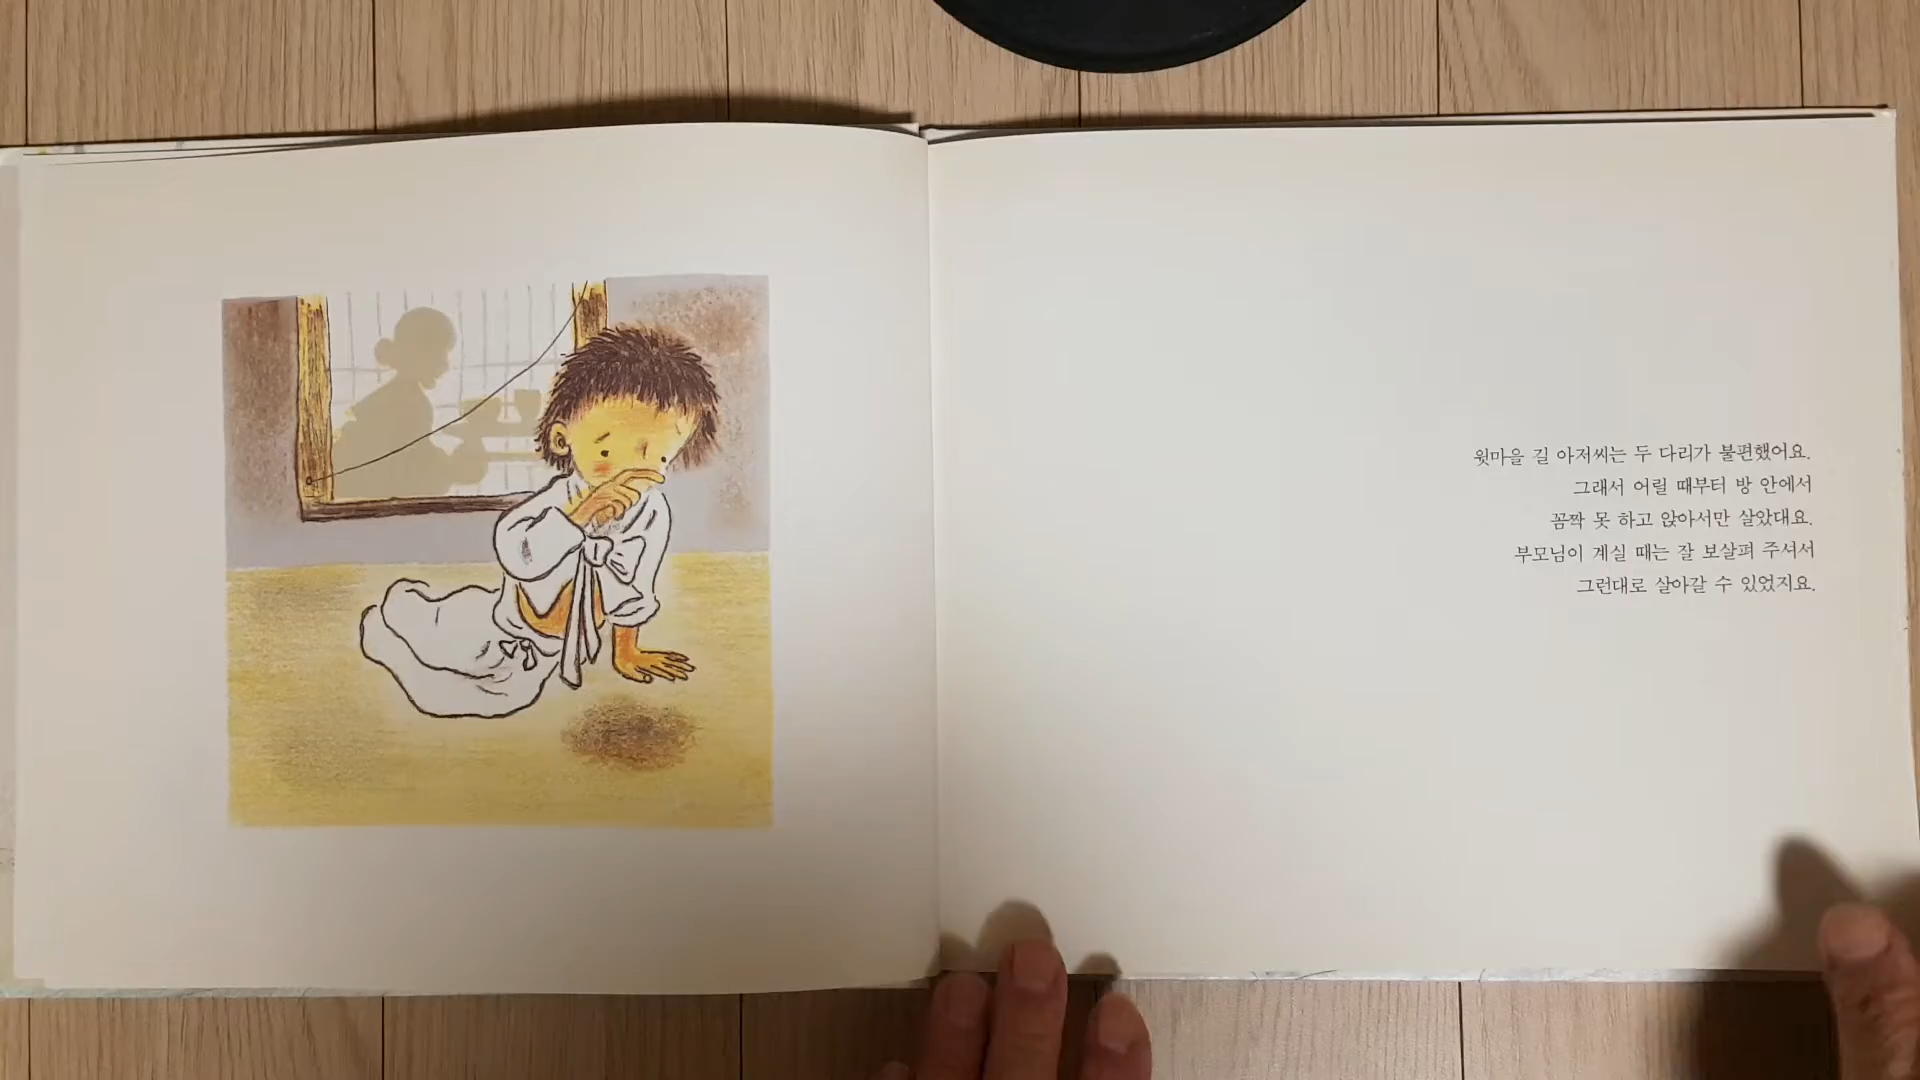 윗마을 길 아저씨는 두 다리가 불편했어요.
그래서 어릴 때부터 방 안에서
꼼짝 못 하고 앉아서만 살았대요.
부모님이 계실 때는 잘 보살펴 주셔서
그런대로 살아갈 수 있었지요.